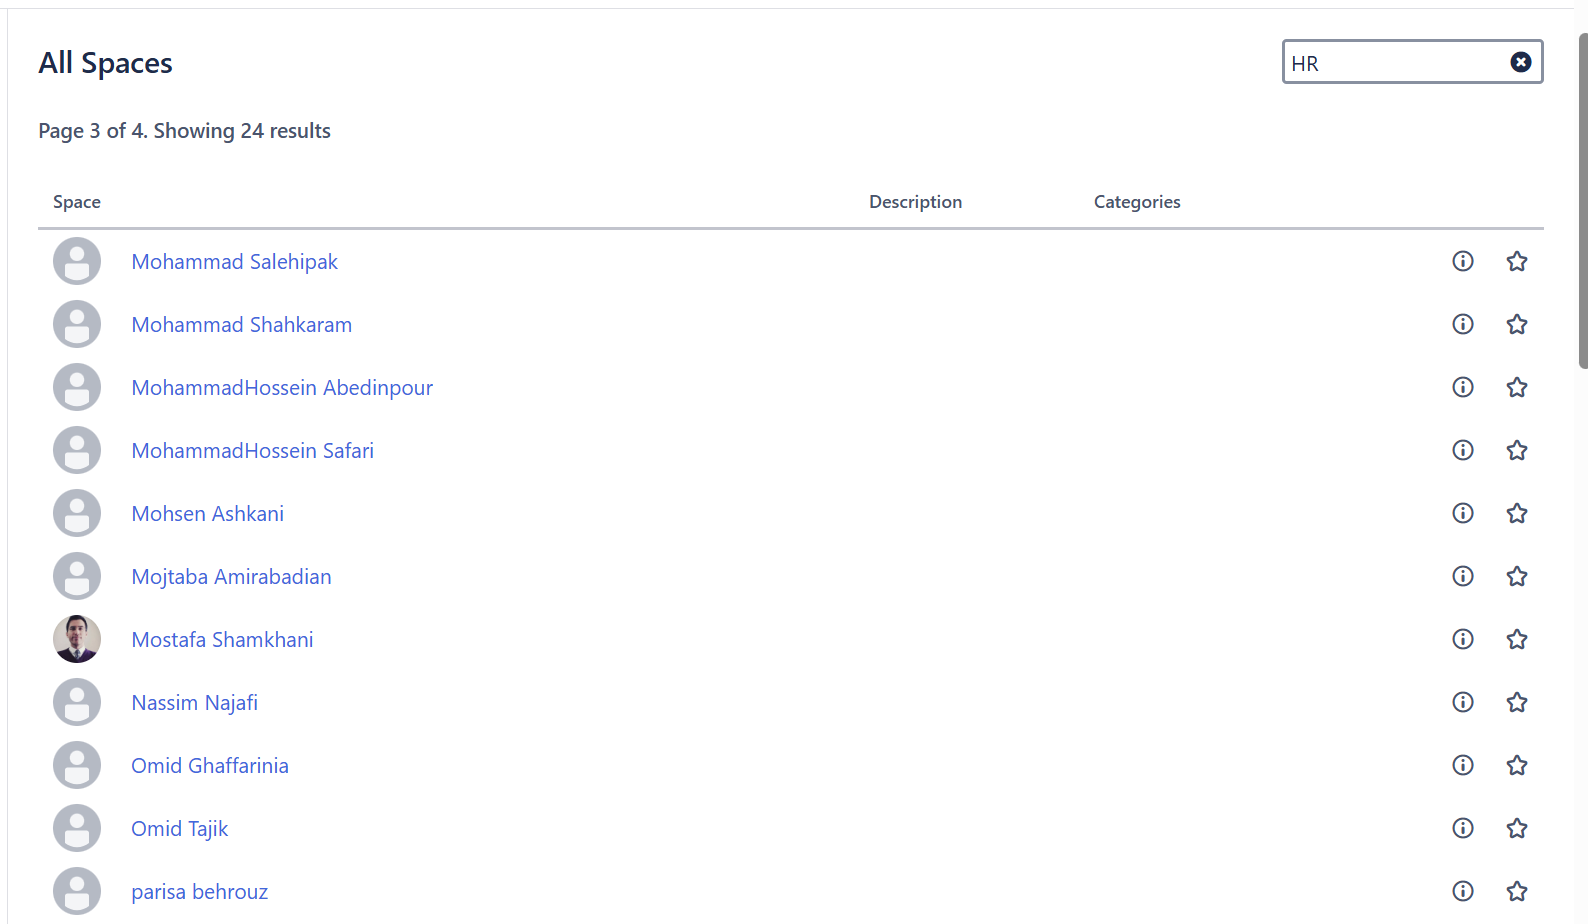 All Spaces
HR
Page 3 of 4. Showing 24 results
Space Description Categories
Mohammad Salehipak
Mohammad Shahkaram
MohammadHossein Abedinpour
MohammadHossein Safari
Mohsen Ashkani
Mojtaba Amirabadian
Mostafa Shamkhani
Nassim Najafi
Omid Ghaffarinia
Omid Tajik
parisa behrouz